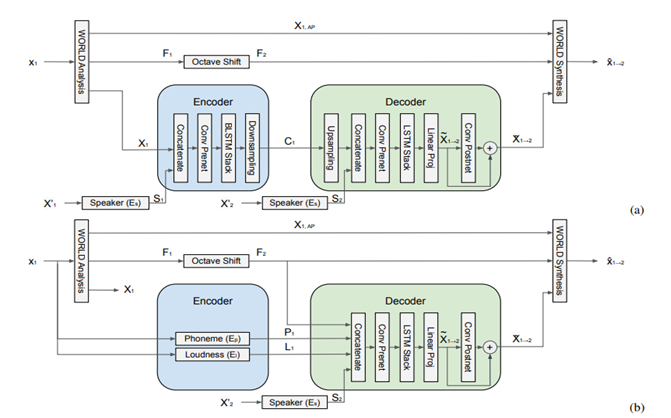 X₁, AP
WORLD Analysis
WORLD Synthesis
x₁
F₁
Octave Shift
F₂
x̂₁→₂
Encoder
Decoder
X₁
Concatenate
Conv Prenet
BLSTM Stack
Downsampling
C₁
Upsampling
Concatenate
Conv Prenet
LSTM Stack
Linear Proj
X̃₁→₂
Conv Postnet
+
X̄₁→₂
X'₁
Speaker (Eₛ)
S₁
X'₂
Speaker (Eₛ)
S₂
(a)
X₁, AP
WORLD Analysis
WORLD Synthesis
x₁
F₁
Octave Shift
F₂
x̂₁→₂
X₁
Encoder
Decoder
Phoneme (Eₚ)
P₁
Loudness (Eₗ)
L₁
Concatenate
Conv Prenet
LSTM Stack
Linear Proj
X̃₁→₂
Conv Postnet
+
X̄₁→₂
X'₂
Speaker (Eₛ)
S₂
(b)